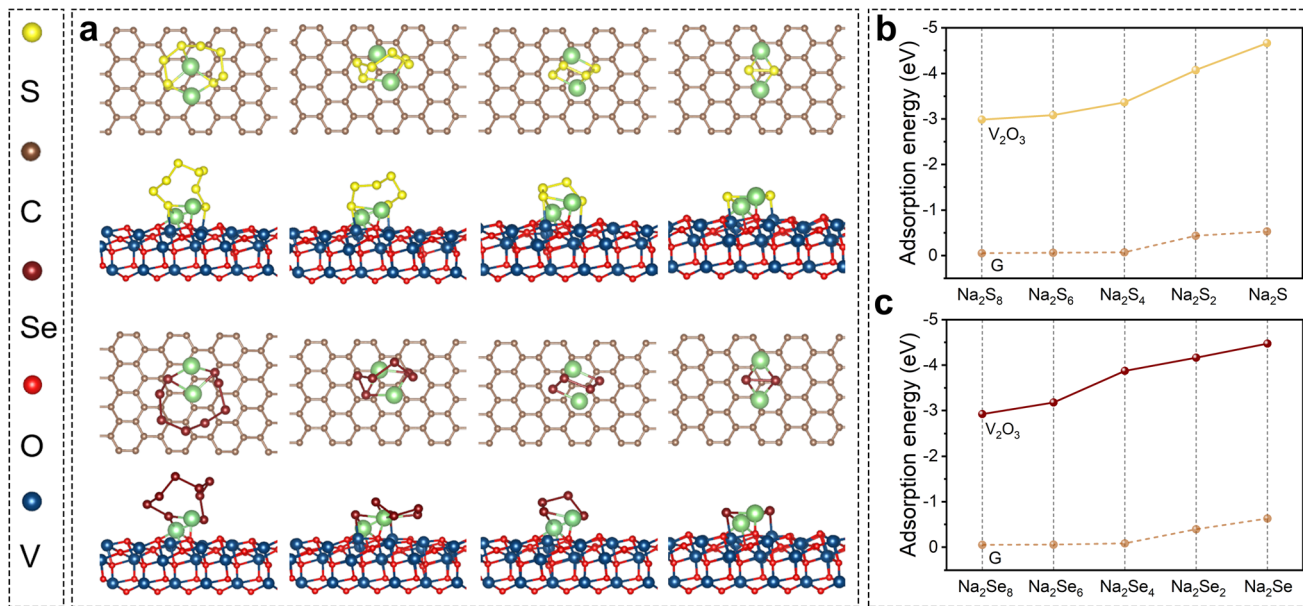 S
C
Se
O
V
a
b
Adsorption energy (eV)
-5
-4
-3
-2
-1
0
V₂O₃
G
Na₂S₈
Na₂S₆
Na₂S₄
Na₂S₂
Na₂S
c
Adsorption energy (eV)
-5
-4
-3
-2
-1
0
V₂O₃
G
Na₂Se₈
Na₂Se₆
Na₂Se₄
Na₂Se₂
Na₂Se